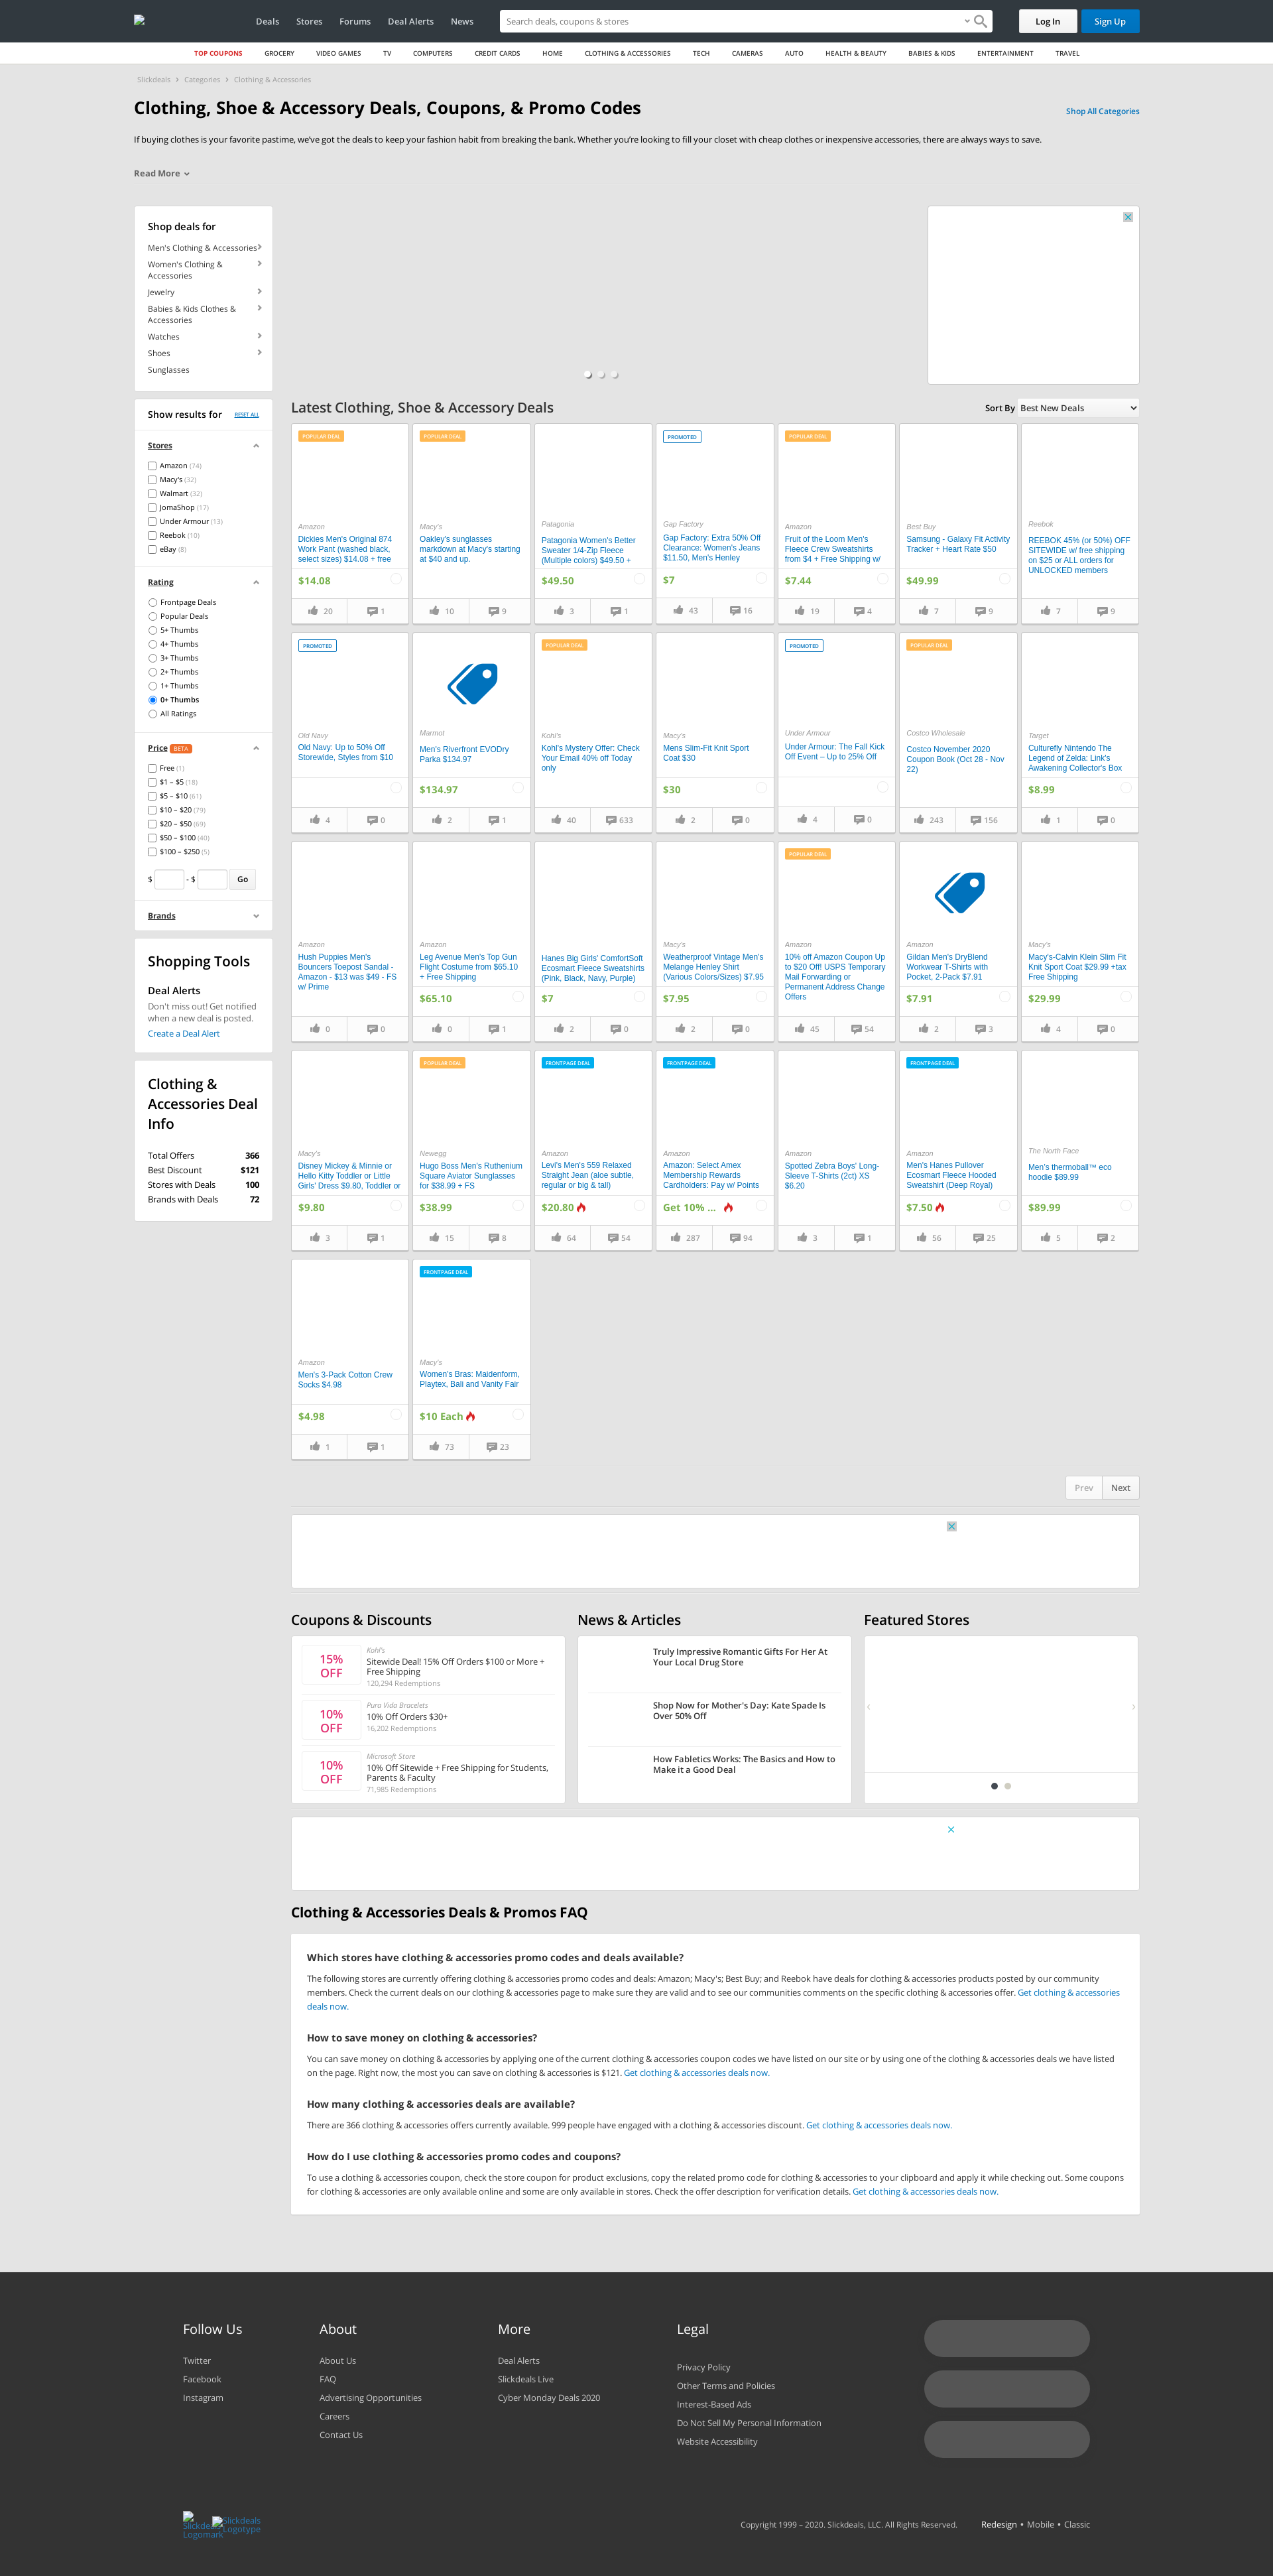 Deals Stores Forums Deal Alerts News Search deals, coupons & stores Log In Sign Up
TOP COUPONS GROCERY VIDEO GAMES TV COMPUTERS CREDIT CARDS HOME CLOTHING & ACCESSORIES TECH CAMERAS AUTO HEALTH & BEAUTY BABIES & KIDS ENTERTAINMENT TRAVEL
Slickdeals › Categories › Clothing & Accessories
Clothing, Shoe & Accessory Deals, Coupons, & Promo Codes
Shop All Categories
If buying clothes is your favorite pastime, we've got the deals to keep your fashion habit from breaking the bank. Whether you're looking to fill your closet with cheap clothes or inexpensive accessories, there are always ways to save.
Read More
Shop deals for
Men's Clothing & Accessories
Women's Clothing &
Accessories
Jewelry
Babies & Kids Clothes &
Accessories
Watches
Shoes
Sunglasses
Show results for RESET ALL
Stores
Amazon (74)
Macy's (32)
Walmart (32)
JomaShop (17)
Under Armour (13)
Reebok (10)
eBay (8)
Rating
Frontpage Deals
Popular Deals
5+ Thumbs
4+ Thumbs
3+ Thumbs
2+ Thumbs
1+ Thumbs
0+ Thumbs
All Ratings
Price BETA
Free (1)
$1 – $5 (18)
$5 – $10 (61)
$10 – $20 (79)
$20 – $50 (69)
$50 – $100 (40)
$100 – $250 (5)
$ - $ Go
Brands
Shopping Tools
Deal Alerts
Don't miss out! Get notified
when a new deal is posted.
Create a Deal Alert
Clothing &
Accessories Deal
Info
Total Offers 366
Best Discount $121
Stores with Deals 100
Brands with Deals 72
Latest Clothing, Shoe & Accessory Deals
Sort By Best New Deals
POPULAR DEAL
Amazon
Dickies Men's Original 874
Work Pant (washed black,
select sizes) $14.08 + free
$14.08
20 1
POPULAR DEAL
Macy's
Oakley's sunglasses
markdown at Macy's starting
at $40 and up.
10 9
Patagonia
Patagonia Women's Better
Sweater 1/4-Zip Fleece
(Multiple colors) $49.50 +
$49.50
3 1
PROMOTED
Gap Factory
Gap Factory: Extra 50% Off
Clearance: Women's Jeans
$11.50, Men's Henley
$7
43 16
POPULAR DEAL
Amazon
Fruit of the Loom Men's
Fleece Crew Sweatshirts
from $4 + Free Shipping w/
$7.44
19 4
Best Buy
Samsung - Galaxy Fit Activity
Tracker + Heart Rate $50
$49.99
7 9
Reebok
REEBOK 45% (or 50%) OFF
SITEWIDE w/ free shipping
on $25 or ALL orders for
UNLOCKED members
7 9
PROMOTED
Old Navy
Old Navy: Up to 50% Off
Storewide, Styles from $10
4 0
Marmot
Men's Riverfront EVODry
Parka $134.97
$134.97
2 1
POPULAR DEAL
Kohl's
Kohl's Mystery Offer: Check
Your Email 40% off Today
only
40 633
Macy's
Mens Slim-Fit Knit Sport
Coat $30
$30
2 0
PROMOTED
Under Armour
Under Armour: The Fall Kick
Off Event – Up to 25% Off
4 0
POPULAR DEAL
Costco Wholesale
Costco November 2020
Coupon Book (Oct 28 - Nov
22)
243 156
Target
Culturefly Nintendo The
Legend of Zelda: Link's
Awakening Collector's Box
$8.99
1 0
Amazon
Hush Puppies Men's
Bouncers Toepost Sandal -
Amazon - $13 was $49 - FS
w/ Prime
0 0
Amazon
Leg Avenue Men's Top Gun
Flight Costume from $65.10
+ Free Shipping
$65.10
0 1
Hanes Big Girls' ComfortSoft
Ecosmart Fleece Sweatshirts
(Pink, Black, Navy, Purple)
$7
2 0
Macy's
Weatherproof Vintage Men's
Melange Henley Shirt
(Various Colors/Sizes) $7.95
$7.95
2 0
POPULAR DEAL
Amazon
10% off Amazon Coupon Up
to $20 Off! USPS Temporary
Mail Forwarding or
Permanent Address Change
Offers
45 54
Amazon
Gildan Men's DryBlend
Workwear T-Shirts with
Pocket, 2-Pack $7.91
$7.91
2 3
Macy's
Macy's-Calvin Klein Slim Fit
Knit Sport Coat $29.99 +tax
Free Shipping
$29.99
4 0
Macy's
Disney Mickey & Minnie or
Hello Kitty Toddler or Little
Girls' Dress $9.80, Toddler or
$9.80
3 1
POPULAR DEAL
Newegg
Hugo Boss Men's Ruthenium
Square Aviator Sunglasses
for $38.99 + FS
$38.99
15 8
FRONTPAGE DEAL
Amazon
Levi's Men's 559 Relaxed
Straight Jean (aloe subtle,
regular or big & tall)
$20.80
64 54
FRONTPAGE DEAL
Amazon
Amazon: Select Amex
Membership Rewards
Cardholders: Pay w/ Points
Get 10% ...
287 94
Amazon
Spotted Zebra Boys' Long-
Sleeve T-Shirts (2ct) XS
$6.20
3 1
FRONTPAGE DEAL
Amazon
Men's Hanes Pullover
Ecosmart Fleece Hooded
Sweatshirt (Deep Royal)
$7.50
56 25
The North Face
Men's thermoball™ eco
hoodie $89.99
$89.99
5 2
Amazon
Men's 3-Pack Cotton Crew
Socks $4.98
$4.98
1 1
FRONTPAGE DEAL
Macy's
Women's Bras: Maidenform,
Playtex, Bali and Vanity Fair
$10 Each
73 23
Prev Next
Coupons & Discounts
15%
OFF
Kohl's
Sitewide Deal! 15% Off Orders $100 or More +
Free Shipping
120,294 Redemptions
10%
OFF
Pura Vida Bracelets
10% Off Orders $30+
16,202 Redemptions
10%
OFF
Microsoft Store
10% Off Sitewide + Free Shipping for Students,
Parents & Faculty
71,985 Redemptions
News & Articles
Truly Impressive Romantic Gifts For Her At
Your Local Drug Store
Shop Now for Mother's Day: Kate Spade Is
Over 50% Off
How Fabletics Works: The Basics and How to
Make it a Good Deal
Featured Stores
Clothing & Accessories Deals & Promos FAQ
Which stores have clothing & accessories promo codes and deals available?
The following stores are currently offering clothing & accessories promo codes and deals: Amazon; Macy's; Best Buy; and Reebok have deals for clothing & accessories products posted by our community
members. Check the current deals on our clothing & accessories page to make sure they are valid and to see our communities comments on the specific clothing & accessories offer. Get clothing & accessories
deals now.
How to save money on clothing & accessories?
You can save money on clothing & accessories by applying one of the current clothing & accessories coupon codes we have listed on our site or by using one of the clothing & accessories deals we have listed
on the page. Right now, the most you can save on clothing & accessories is $121. Get clothing & accessories deals now.
How many clothing & accessories deals are available?
There are 366 clothing & accessories offers currently available. 999 people have engaged with a clothing & accessories discount. Get clothing & accessories deals now.
How do I use clothing & accessories promo codes and coupons?
To use a clothing & accessories coupon, check the store coupon for product exclusions, copy the related promo code for clothing & accessories to your clipboard and apply it while checking out. Some coupons
for clothing & accessories are only available online and some are only available in stores. Check the offer description for verification details. Get clothing & accessories deals now.
Follow Us
Twitter
Facebook
Instagram
About
About Us
FAQ
Advertising Opportunities
Careers
Contact Us
More
Deal Alerts
Slickdeals Live
Cyber Monday Deals 2020
Legal
Privacy Policy
Other Terms and Policies
Interest-Based Ads
Do Not Sell My Personal Information
Website Accessibility
Slickdeals
Logomark
Slickdeals
Logotype
Copyright 1999 – 2020. Slickdeals, LLC. All Rights Reserved. Redesign • Mobile • Classic